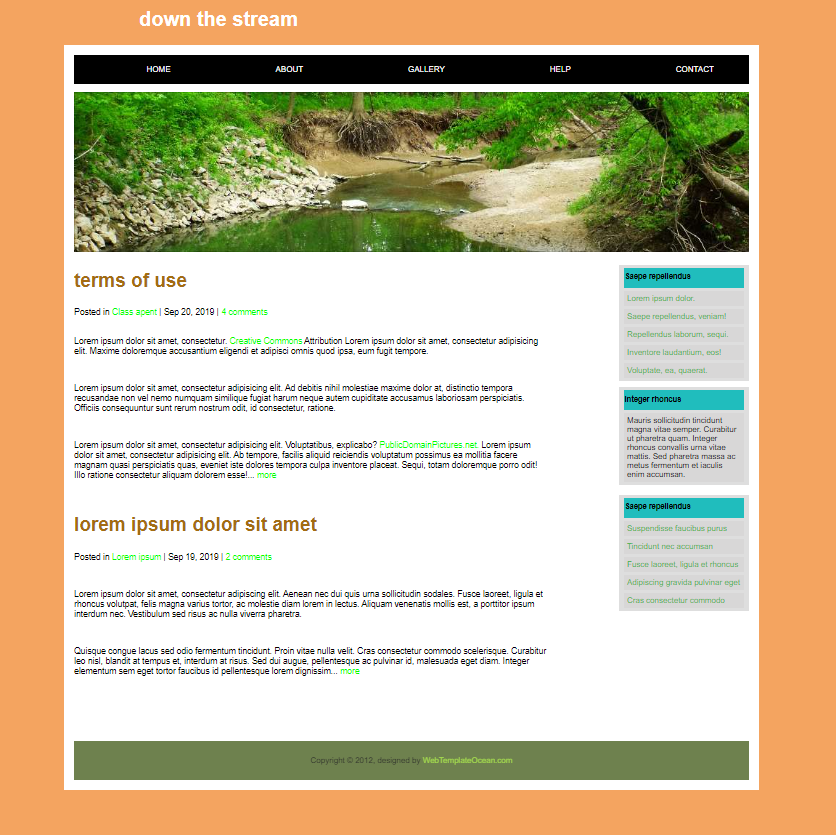 down the stream
HOME ABOUT GALLERY HELP CONTACT
terms of use
Posted in Class apent | Sep 20, 2019 | 4 comments
Lorem ipsum dolor sit amet, consectetur. Creative Commons Attribution Lorem ipsum dolor sit amet, consectetur adipisicing
elit. Maxime doloremque accusantium eligendi et adipisci omnis quod ipsa, eum fugit tempore.
Lorem ipsum dolor sit amet, consectetur adipisicing elit. Ad debitis nihil molestiae maxime dolor at, distinctio tempora
recusandae non vel nemo numquam similique fugiat harum neque autem cupiditate accusamus laboriosam perspiciatis.
Officiis consequuntur sunt rerum nostrum odit, id consectetur, ratione.
Lorem ipsum dolor sit amet, consectetur adipisicing elit. Voluptatibus, explicabo? PublicDomainPictures.net. Lorem ipsum
dolor sit amet, consectetur adipisicing elit. Ab tempore, facilis aliquid reiciendis voluptatum possimus ea mollitia facere
magnam quasi perspiciatis quas, eveniet iste dolores tempora culpa inventore placeat. Sequi, totam doloremque porro odit!
Illo ratione consectetur aliquam dolorem esse!... more
lorem ipsum dolor sit amet
Posted in Lorem ipsum | Sep 19, 2019 | 2 comments
Lorem ipsum dolor sit amet, consectetur adipisicing elit. Aenean nec dui quis urna sollicitudin sodales. Fusce laoreet, ligula et
rhoncus volutpat, felis magna varius tortor, ac molestie diam lorem in lectus. Aliquam venenatis mollis est, a porttitor ipsum
interdum nec. Vestibulum sed risus ac nulla viverra pharetra.
Quisque congue lacus sed odio fermentum tincidunt. Proin vitae nulla velit. Cras consectetur commodo scelerisque. Curabitur
leo nisl, blandit at tempus et, interdum at risus. Sed dui augue, pellentesque ac pulvinar id, malesuada eget diam. Integer
elementum sem eget tortor faucibus id pellentesque lorem dignissim... more
Saepe repellendus
Lorem ipsum dolor.
Saepe repellendus, veniam!
Repellendus laborum, sequi.
Inventore laudantium, eos!
Voluptate, ea, quaerat.
Integer rhoncus
Mauris sollicitudin tincidunt
magna vitae semper. Curabitur
ut pharetra quam. Integer
rhoncus convallis urna vitae
mattis. Sed pharetra massa ac
metus fermentum et iaculis
enim accumsan.
Saepe repellendus
Suspendisse faucibus purus
Tincidunt nec accumsan
Fusce laoreet, ligula et rhoncus
Adipiscing gravida pulvinar eget
Cras consectetur commodo
Copyright © 2012, designed by WebTemplateOcean.com